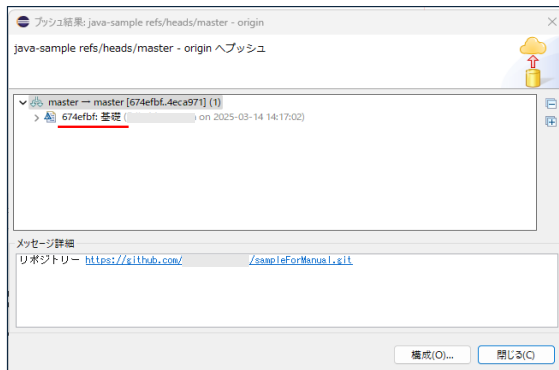 プッシュ結果: java-sample refs/heads/master - origin
java-sample refs/heads/master - origin へプッシュ
master → master [674efbf..4eca971] (1)
674efbf: 基礎 ( on 2025-03-14 14:17:02)
メッセージ詳細
リポジトリー https://github.com/ /sampleForManual.git
構成(O)... 閉じる(C)